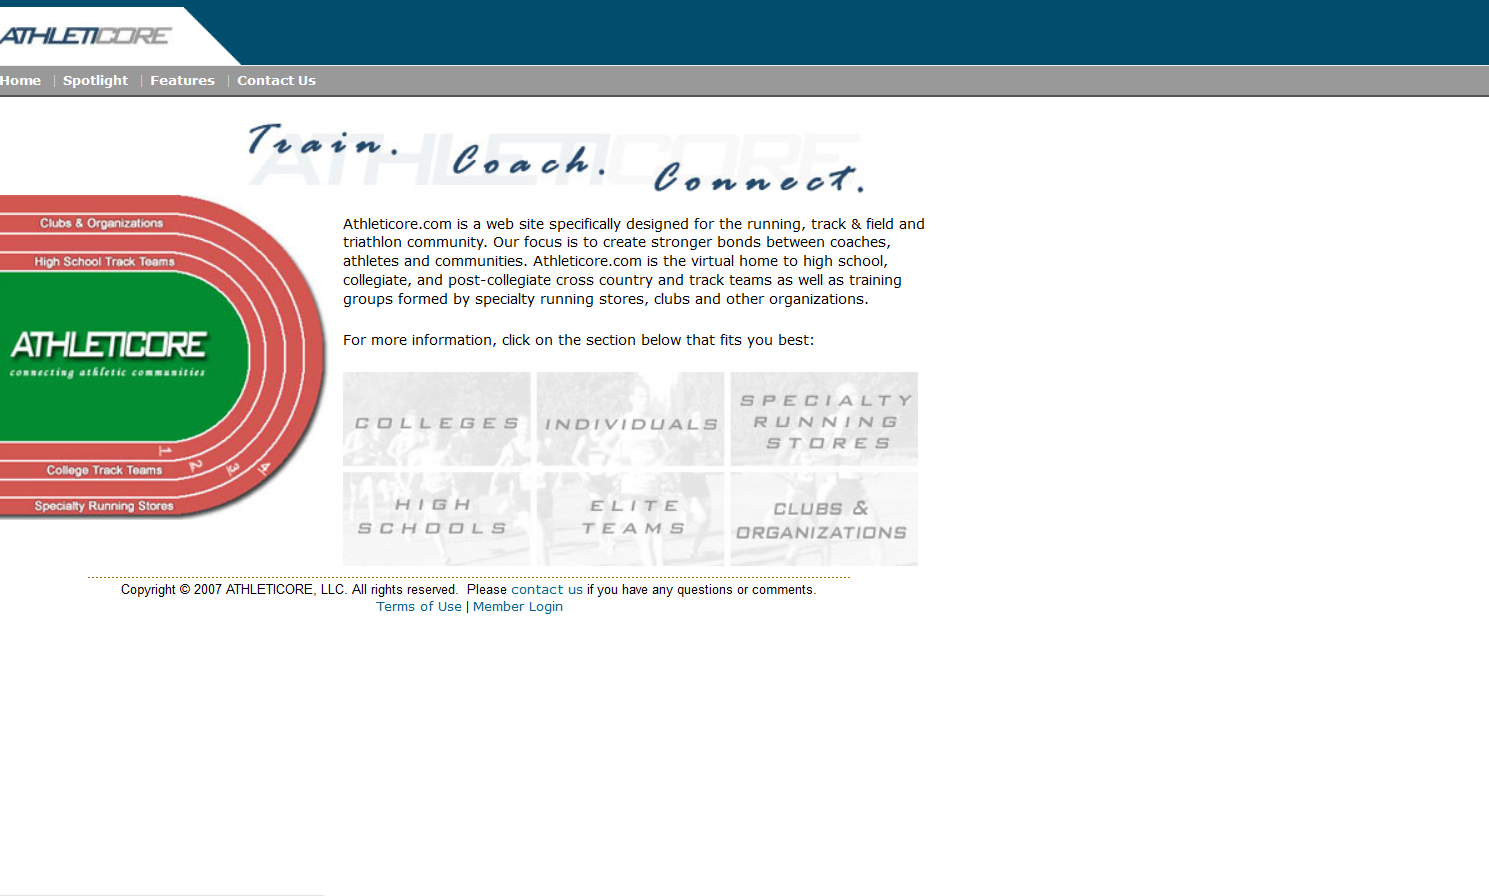 ATHLETICORE
Home | Spotlight | Features | Contact Us
ATHLETICORE
Train. Coach. Connect.
Clubs & Organizations
High School Track Teams
ATHLETICORE
connecting athletic communities
1 2 3 4
College Track Teams
Specialty Running Stores
Athleticore.com is a web site specifically designed for the running, track & field and
triathlon community. Our focus is to create stronger bonds between coaches,
athletes and communities. Athleticore.com is the virtual home to high school,
collegiate, and post-collegiate cross country and track teams as well as training
groups formed by specialty running stores, clubs and other organizations.
For more information, click on the section below that fits you best:
COLLEGES
INDIVIDUALS
SPECIALTY
RUNNING
STORES
HIGH
SCHOOLS
ELITE
TEAMS
CLUBS &
ORGANIZATIONS
Copyright © 2007 ATHLETICORE, LLC. All rights reserved. Please contact us if you have any questions or comments.
Terms of Use | Member Login